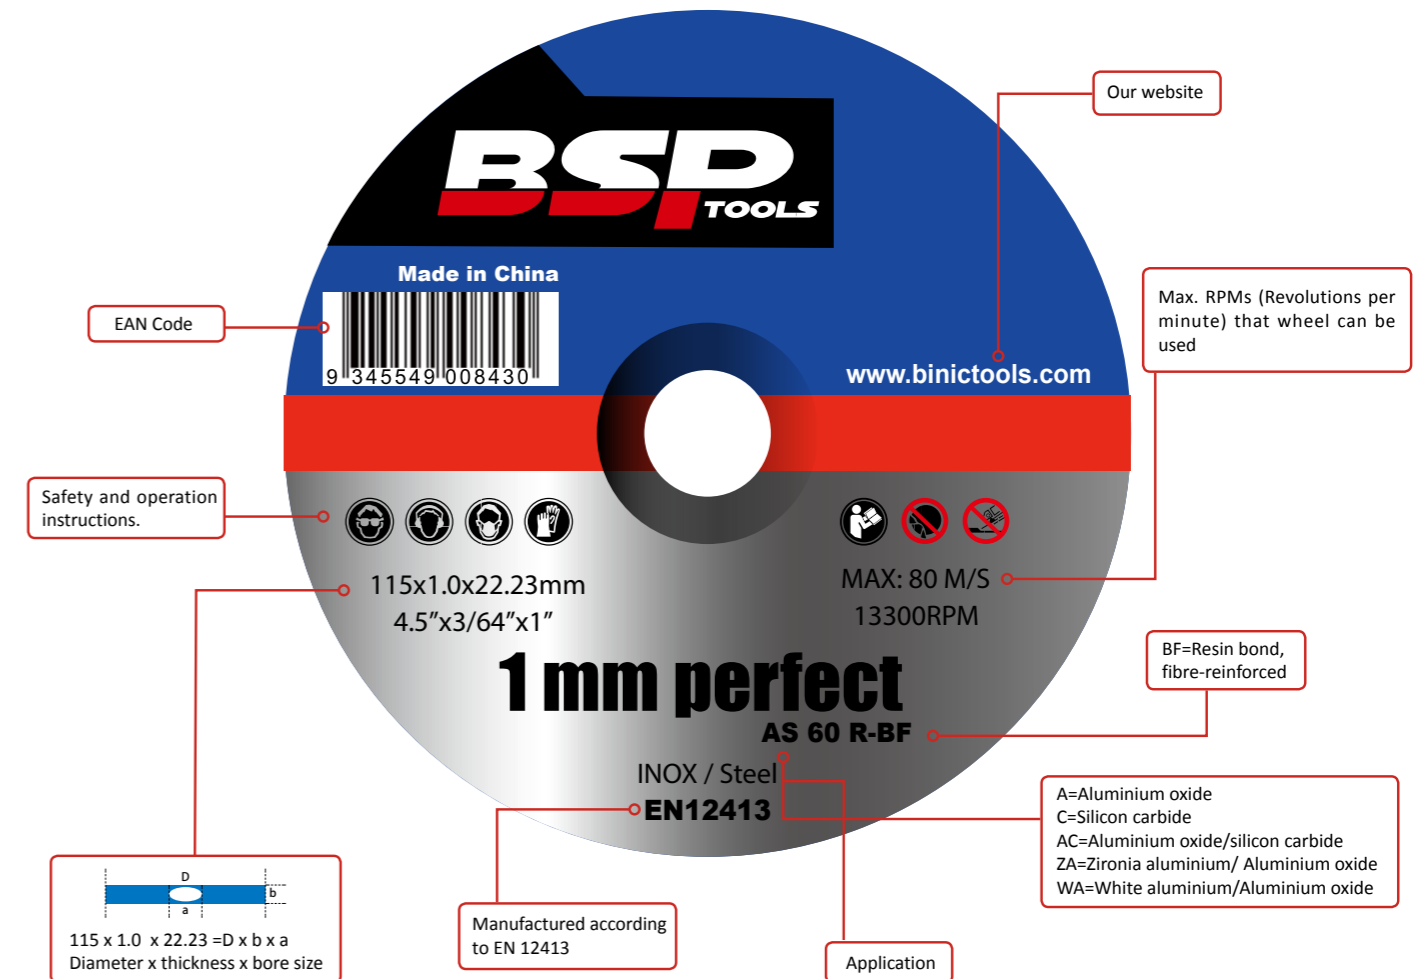 Our website
BSP
TOOLS
Made in China
EAN Code
9 345549 008430
Max. RPMs (Revolutions per
minute) that wheel can be
used
www.binictools.com
Safety and operation
instructions.
115x1.0x22.23mm
4.5”x3/64”x1”
MAX: 80 M/S
13300RPM
BF=Resin bond,
fibre-reinforced
1 mm perfect
AS 60 R-BF
INOX / Steel
EN12413
A=Aluminium oxide
C=Silicon carbide
AC=Aluminium oxide/silicon carbide
ZA=Zironia aluminium/ Aluminium oxide
WA=White aluminium/Aluminium oxide
D
b
a
115 x 1.0 x 22.23 =D x b x a
Diameter x thickness x bore size
Manufactured according
to EN 12413
Application